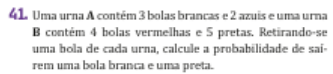 41. Uma urna A contém 3 bolas brancas e 2 azuis e uma urna
B contém 4 bolas vermelhas e 5 pretas. Retirando-se
uma bola de cada urna, calcule a probabilidade de saí-
rem uma bola branca e uma preta.